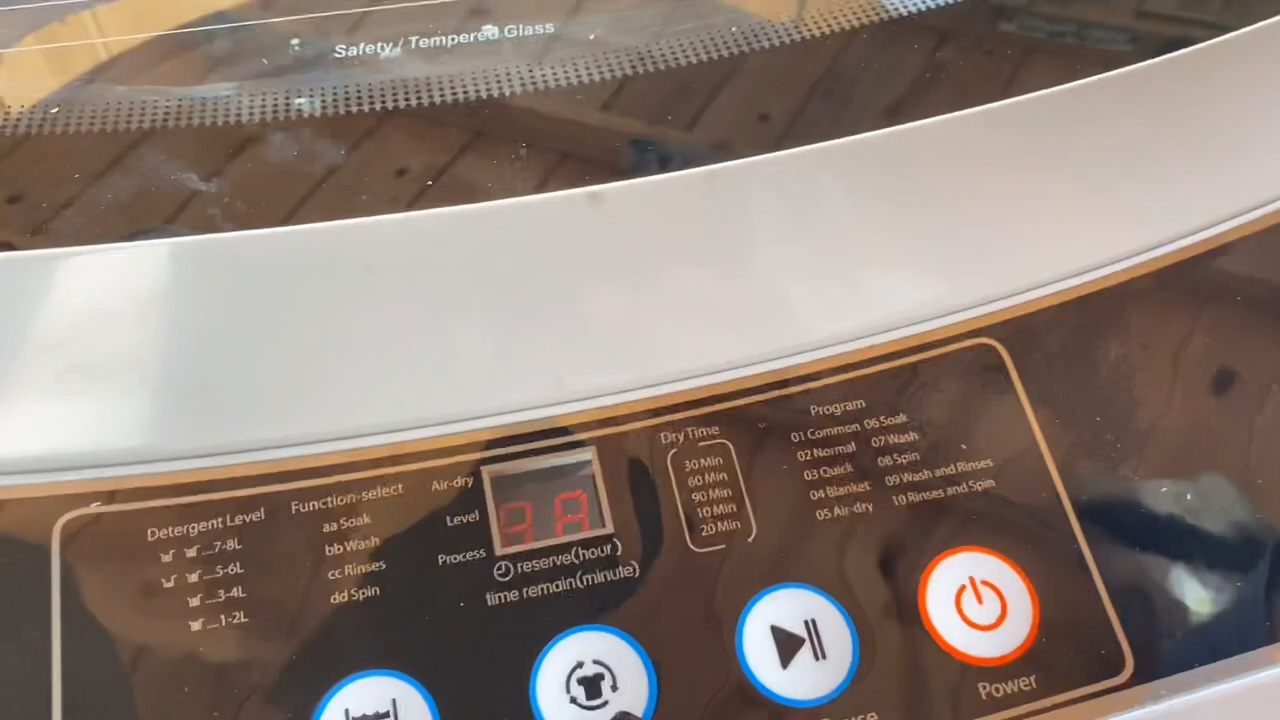 Safety / Tempered Glass
Detergent Level
...7-8L
...5-6L
...3-4L
...1-2L
Function-select
aa Soak
bb Wash
cc Rinses
dd Spin
Air-dry
Level
Process
reserve(hour)
time remain(minute)
Dry Time
30 Min
60 Min
90 Min
10 Min
20 Min
Program
01 Common 06 Soak
02 Normal 07 Wash
03 Quick 08 Spin
04 Blanket 09 Wash and Rinses
05 Air-dry 10 Rinses and Spin
Power